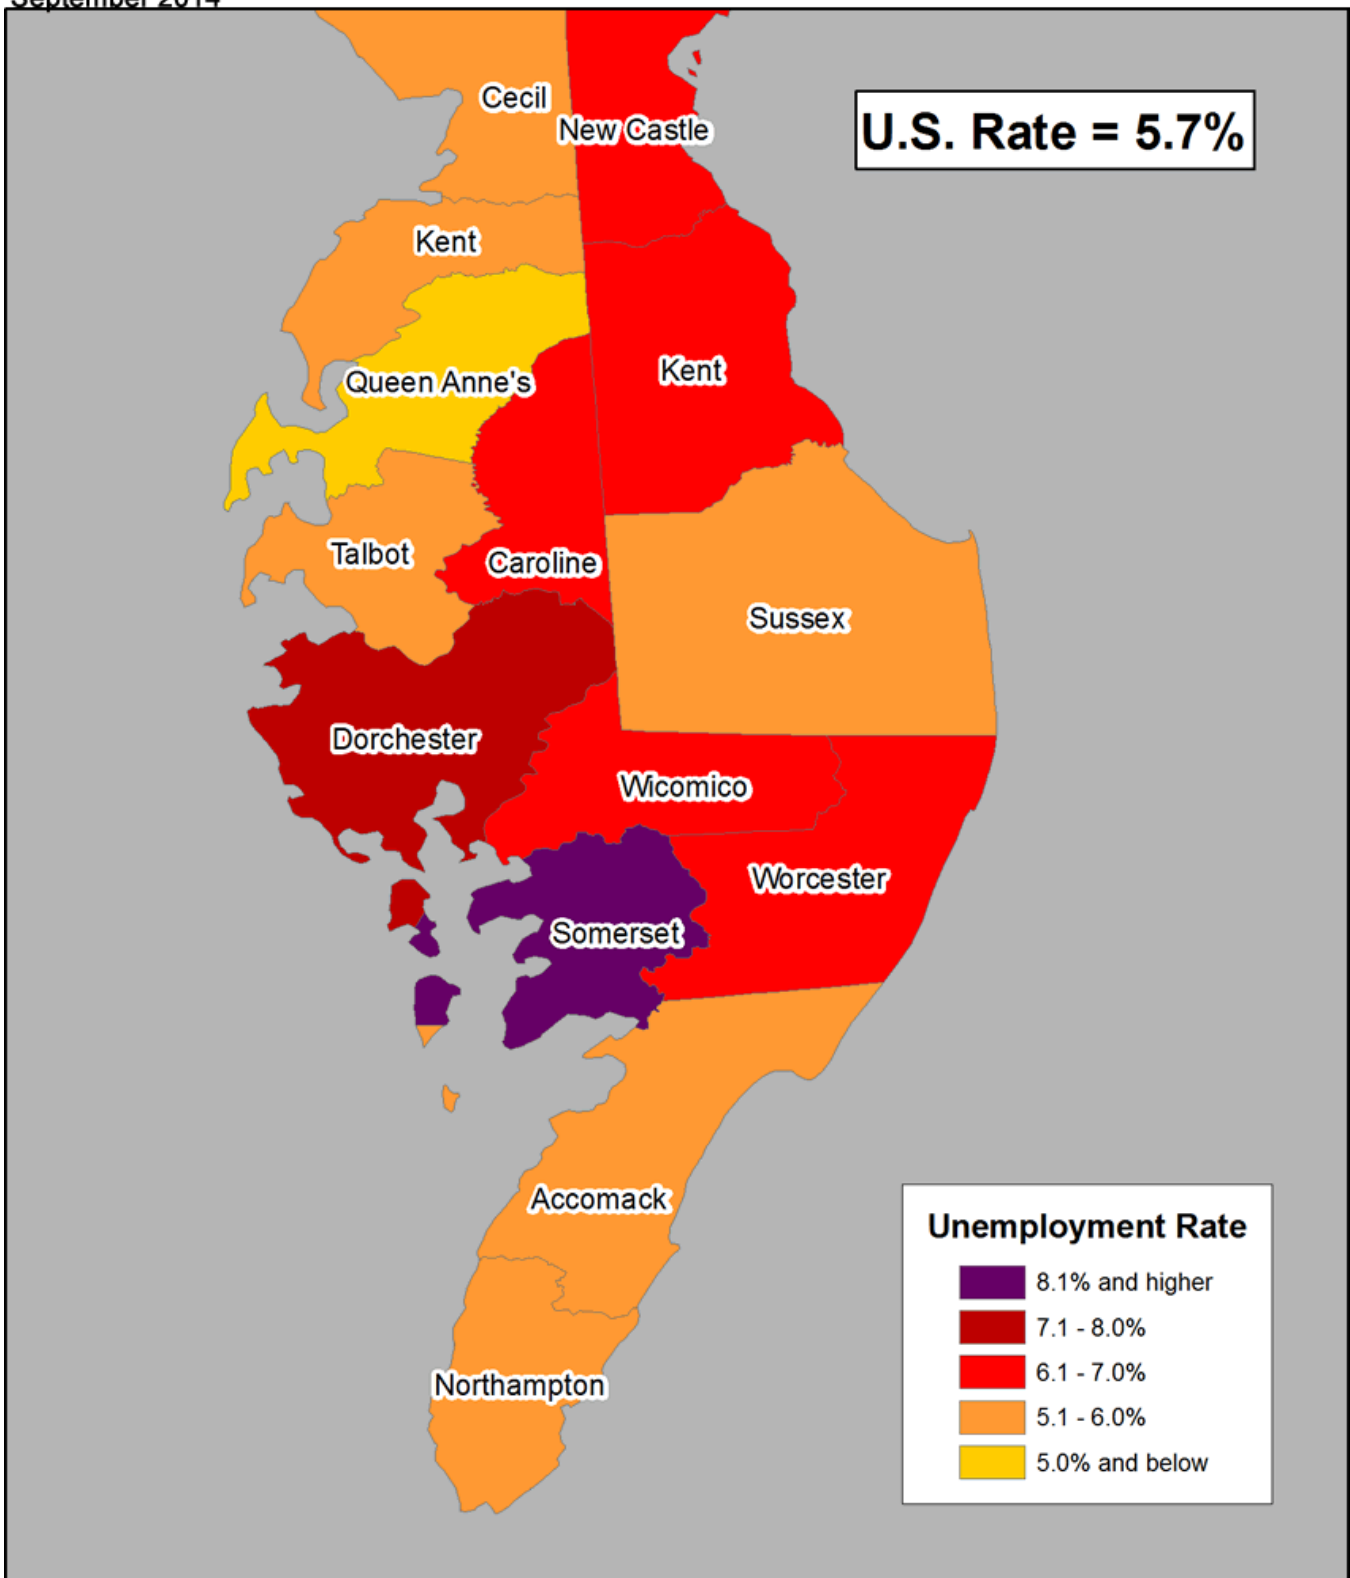 September 2014
Cecil
New Castle
U.S. Rate = 5.7%
Kent
Kent
Queen Anne's
Talbot
Caroline
Sussex
Dorchester
Wicomico
Worcester
Somerset
Accomack
Northampton
Unemployment Rate
8.1% and higher
7.1 - 8.0%
6.1 - 7.0%
5.1 - 6.0%
5.0% and below